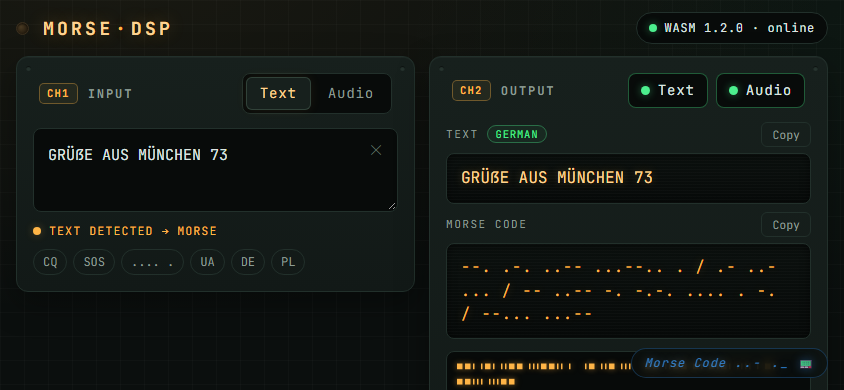 MORSE·DSP
WASM 1.2.0 · online
CH1 INPUT
Text Audio
GRÜßE AUS MÜNCHEN 73
TEXT DETECTED → MORSE
CQ SOS .... . UA DE PL
CH2 OUTPUT
Text Audio
TEXT GERMAN Copy
GRÜßE AUS MÜNCHEN 73
MORSE CODE Copy
--. .-. ..-- ...--.. . / .- ..-
... / -- ..-- -. -.-. .... . -.
/ --... ...--
Morse Code ..- ._